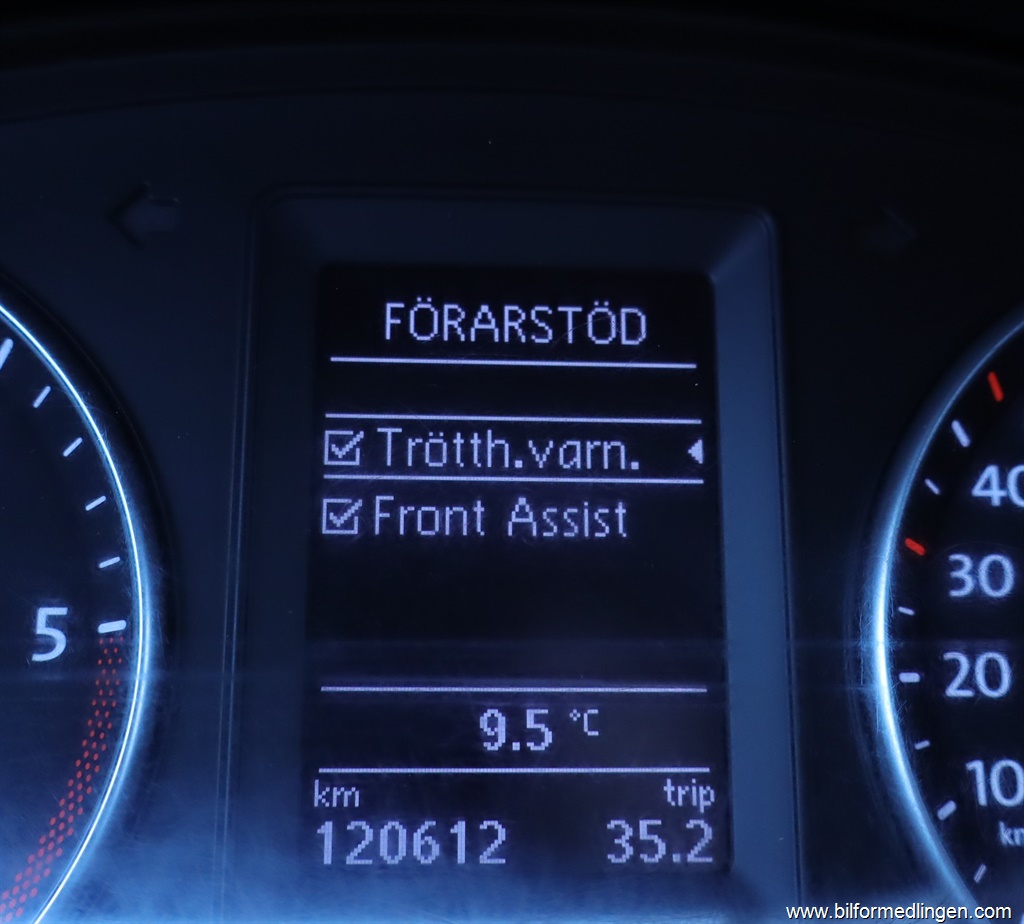 FÖRARSTÖD
Trötth.varn.
Front Assist
9.5 °C
km trip
120612 35.2
5
40
30
20
10
km
www.bilformedlingen.com